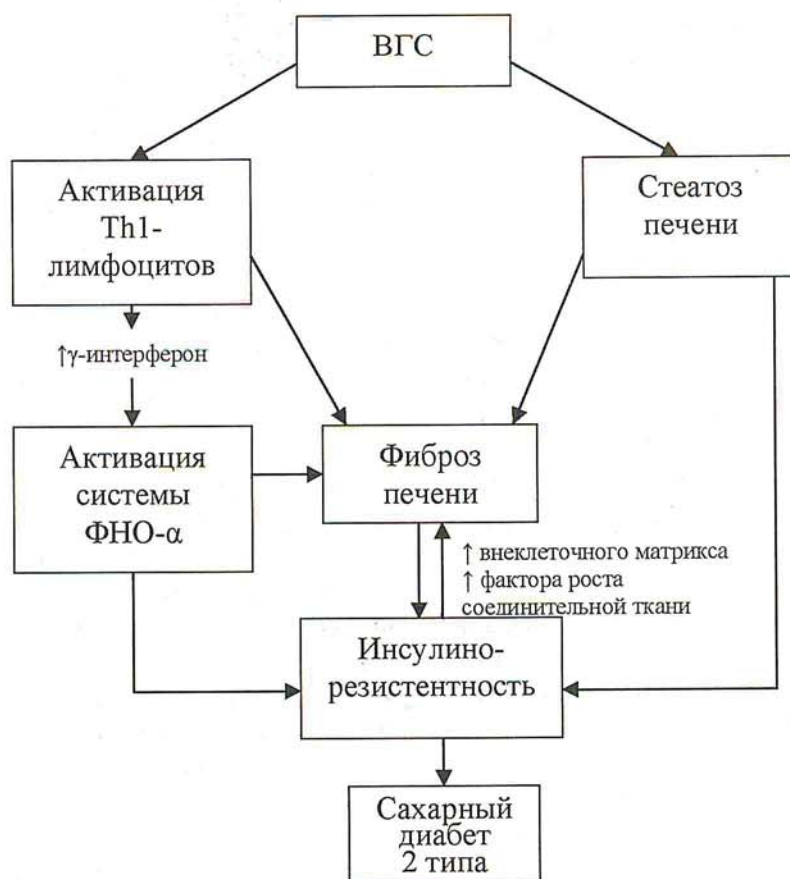 ВГС
Активация
Th1-
лимфоцитов
Стеатоз
печени
↑γ-интерферон
Активация
системы
ФНО-α
Фиброз
печени
↑ внеклеточного матрикса
↑ фактора роста
соединительной ткани
Инсулино-
резистентность
Сахарный
диабет
2 типа